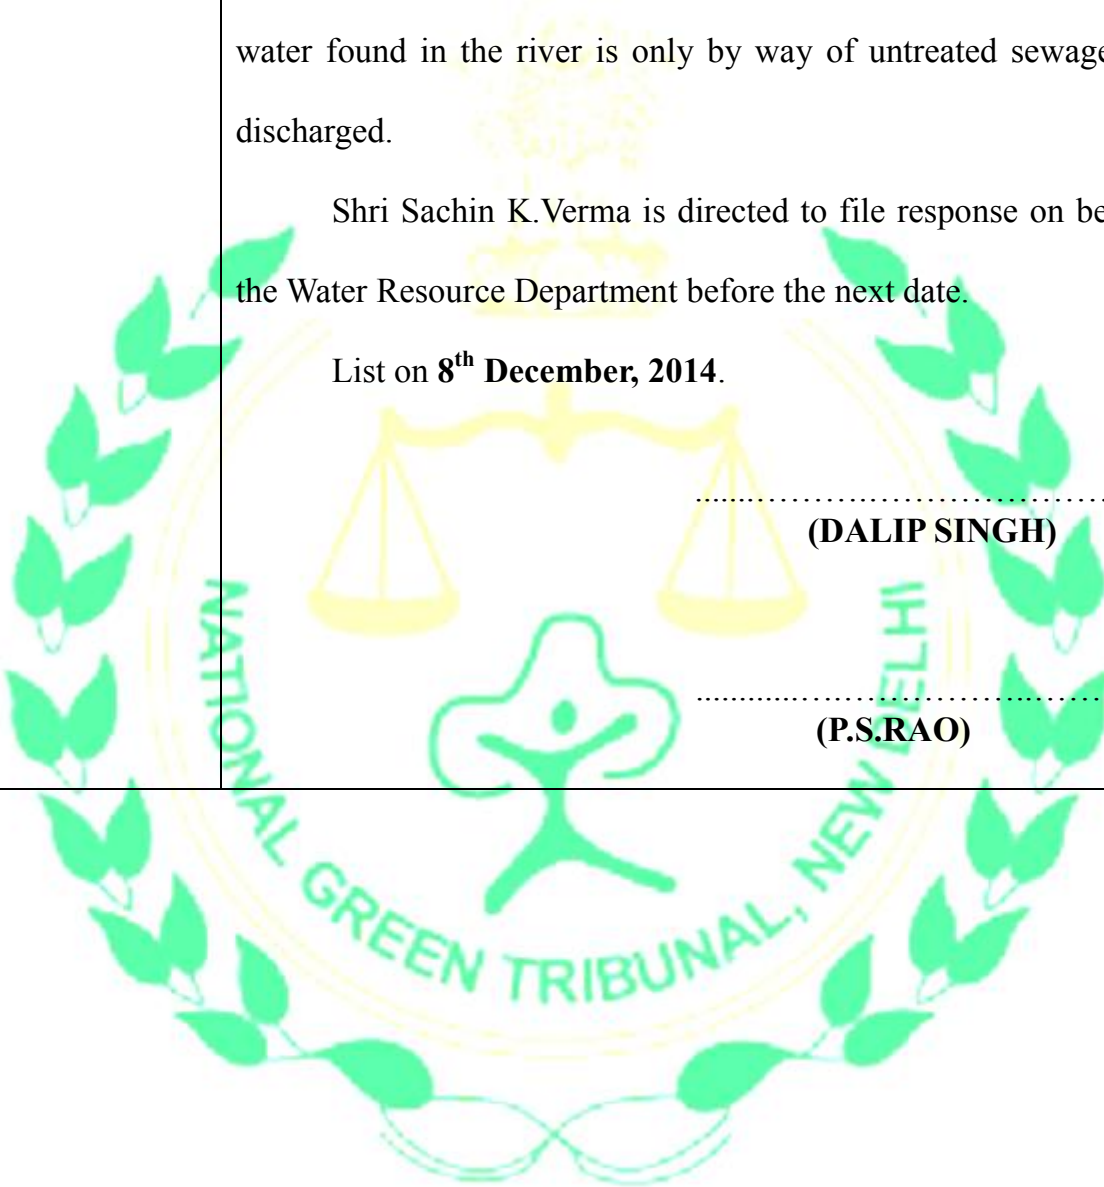 water found in the river is only by way of untreated sewage
discharged.
Shri Sachin K.Verma is directed to file response on be
the Water Resource Department before the next date.
List on 8th December, 2014.
.......……….……………………
(DALIP SINGH)
............……………………..……
(P.S.RAO)
NATIONAL GREEN TRIBUNAL, NEW DELHI